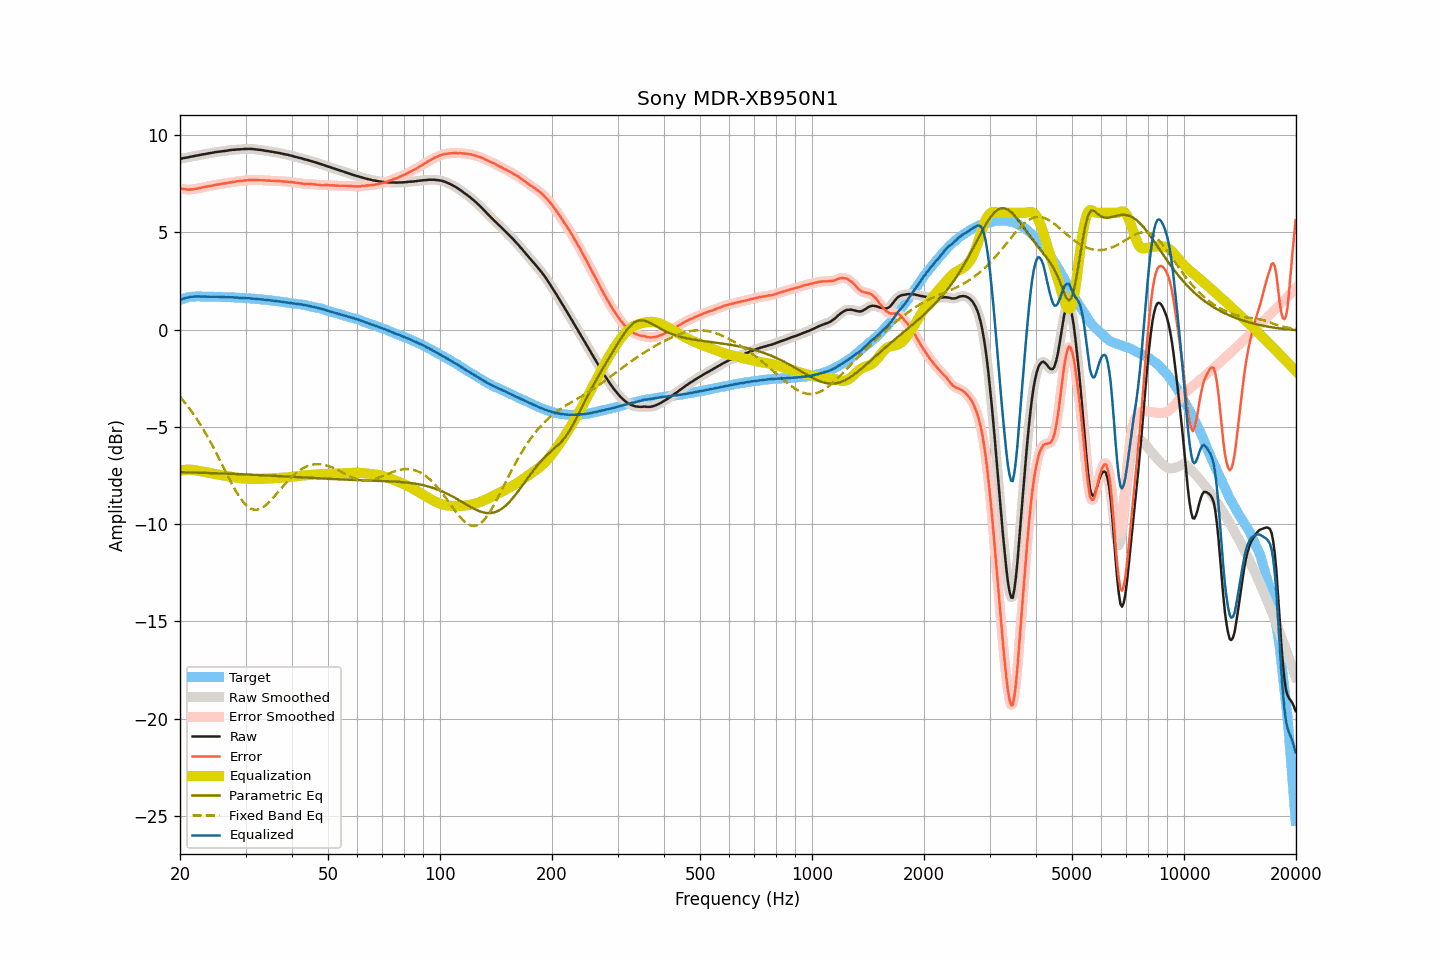 Sony MDR-XB950N1
10
5
0
−5
−10
−15
−20
−25
Amplitude (dBr)
Target
Raw Smoothed
Error Smoothed
Raw
Error
Equalization
Parametric Eq
Fixed Band Eq
Equalized
20 50 100 200 500 1000 2000 5000 10000 20000
Frequency (Hz)